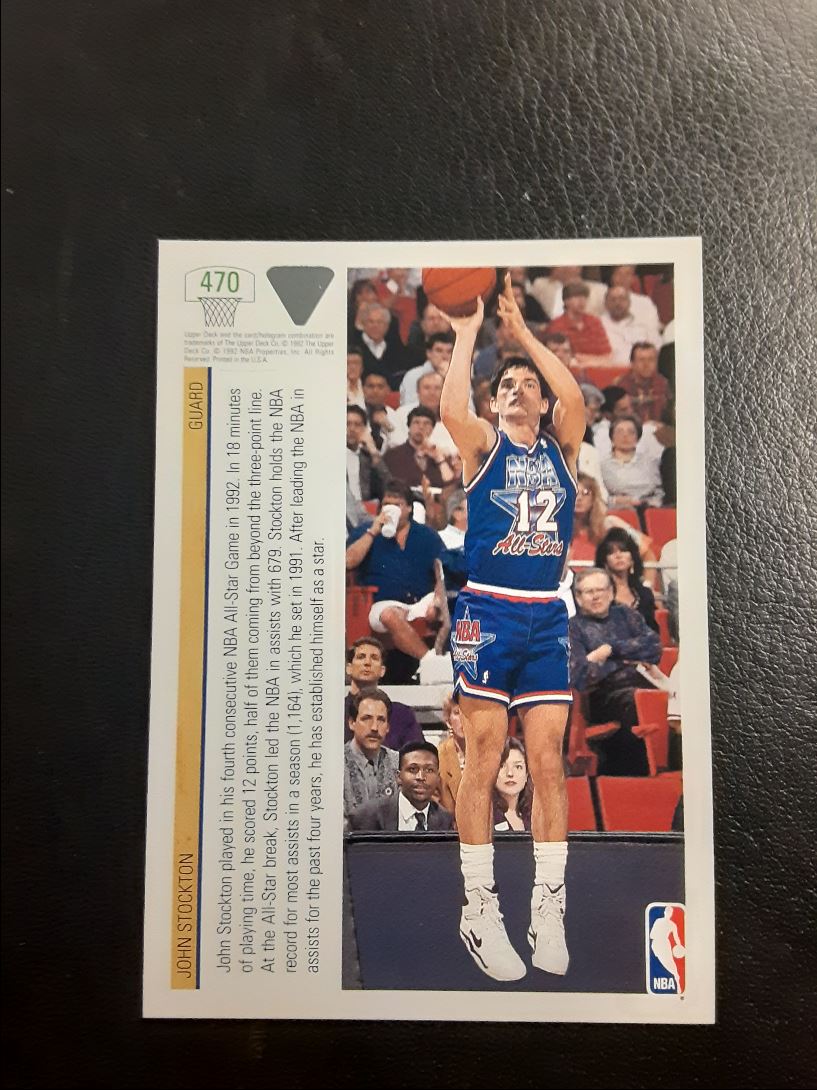 470
Upper Deck and the card/hologram combination are
trademarks of The Upper Deck Co. © 1992 The Upper
Deck Co. © 1992 NBA Properties, Inc. All Rights
Reserved. Printed in the U.S.A.
JOHN STOCKTON GUARD
John Stockton played in his fourth consecutive NBA All-Star Game in 1992. In 18 minutes
of playing time, he scored 12 points, half of them coming from beyond the three-point line.
At the All-Star break, Stockton led the NBA in assists with 679. Stockton holds the NBA
record for most assists in a season (1,164), which he set in 1991. After leading the NBA in
assists for the past four years, he has established himself as a star.
NBA
12
All-Stars
NBA
All-Stars
NBA